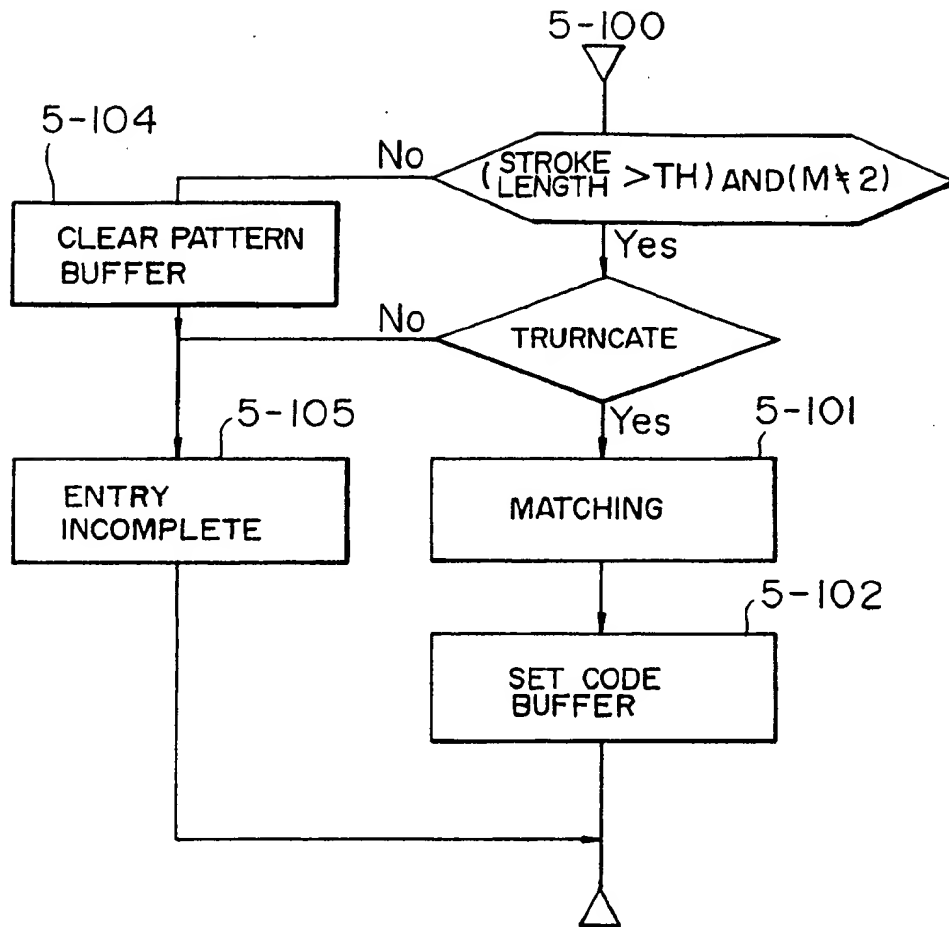 5-100
5-104
No
(STROKE LENGTH > TH) AND (M ≠ 2)
CLEAR PATTERN
BUFFER
Yes
No
TRURNCATE
5-105
Yes
5-101
ENTRY
INCOMPLETE
MATCHING
5-102
SET CODE
BUFFER